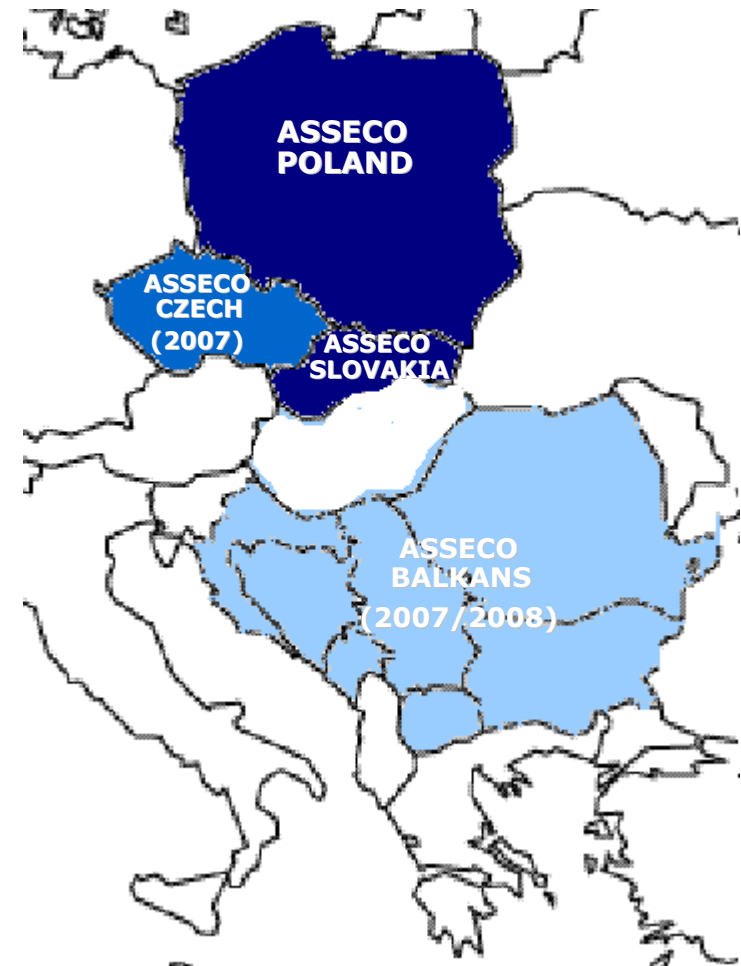 ASSECO
POLAND
ASSECO
CZECH
(2007)
ASSECO
SLOVAKIA
ASSECO
BALKANS
(2007/2008)